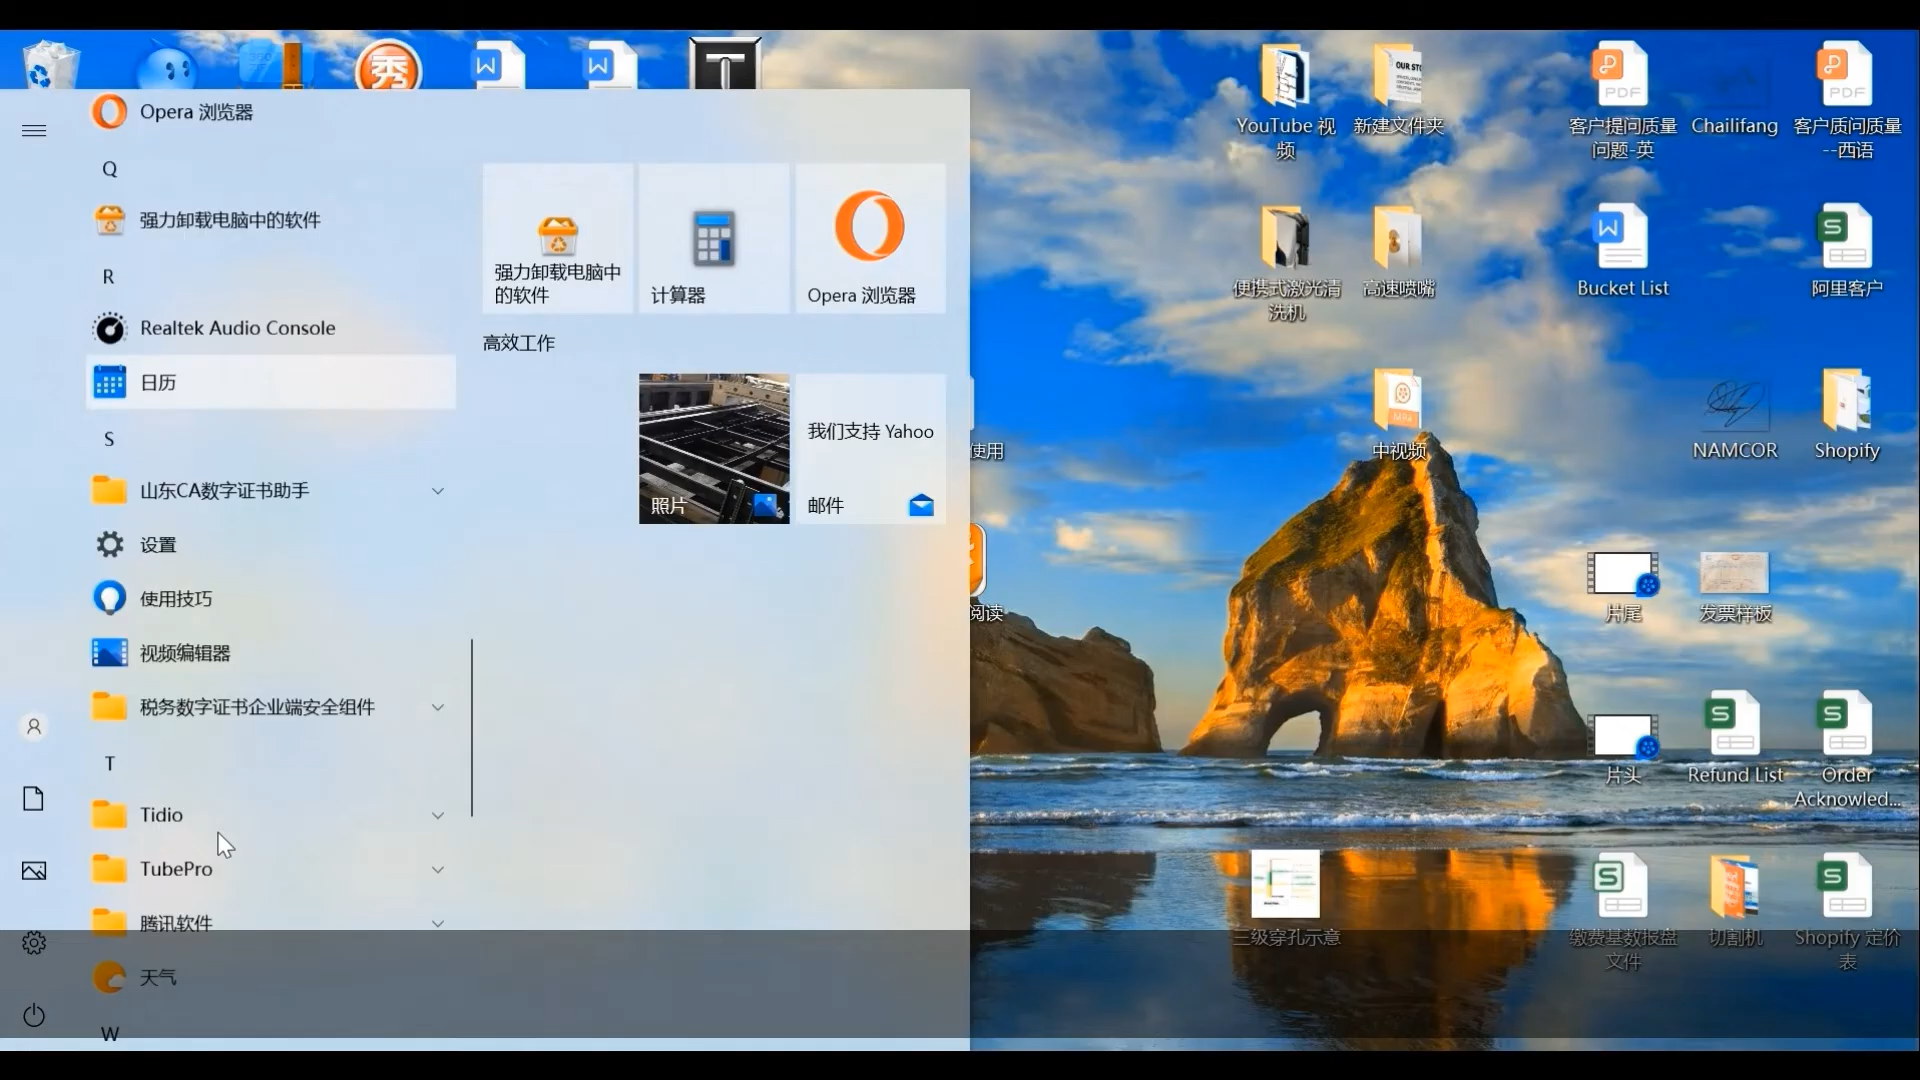 秀
W
W
T
Opera 浏览器
Q
强力卸载电脑中的软件
R
Realtek Audio Console
日历
S
山东CA数字证书助手
设置
使用技巧
视频编辑器
税务数字证书企业端安全组件
T
Tidio
TubePro
腾讯软件
天气
W
强力卸载电脑中
的软件
计算器
Opera 浏览器
高效工作
照片
我们支持 Yahoo
邮件
使用
阅读
YouTube 视
频
OUR STO
新建文件夹
P
PDF
客户提问质量
问题-英
Chailifang
P
PDF
客户质问质量
--西语
便携式激光清
洗机
高速喷嘴
W
Bucket List
S
阿里客户
MP4
中视频
NAMCOR
Shopify
片尾
发票样板
片头
S
Refund List
S
Order
Acknowled...
三级穿孔示意
S
缴费基数报盘
文件
切割机
S
Shopify 定价
表